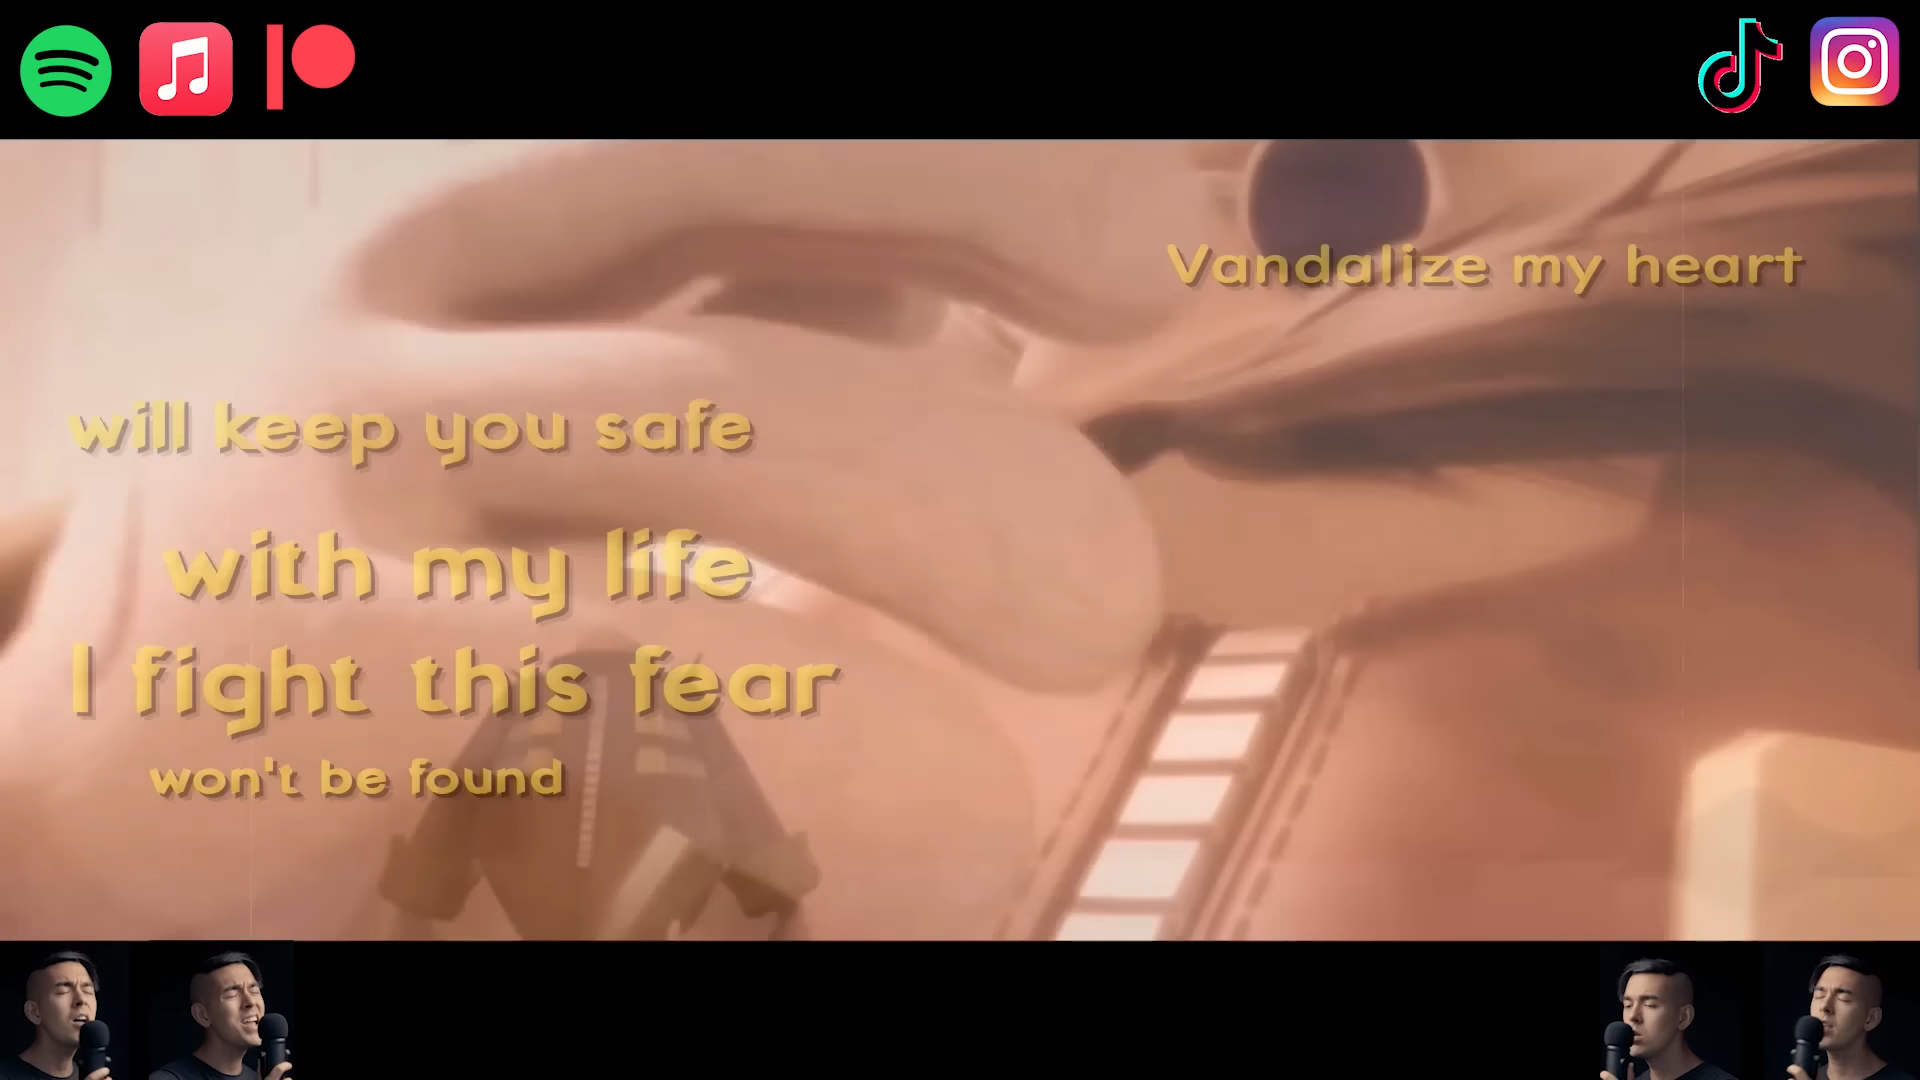 Vandalize my heart
will keep you safe
with my life
I fight this fear
won't be found